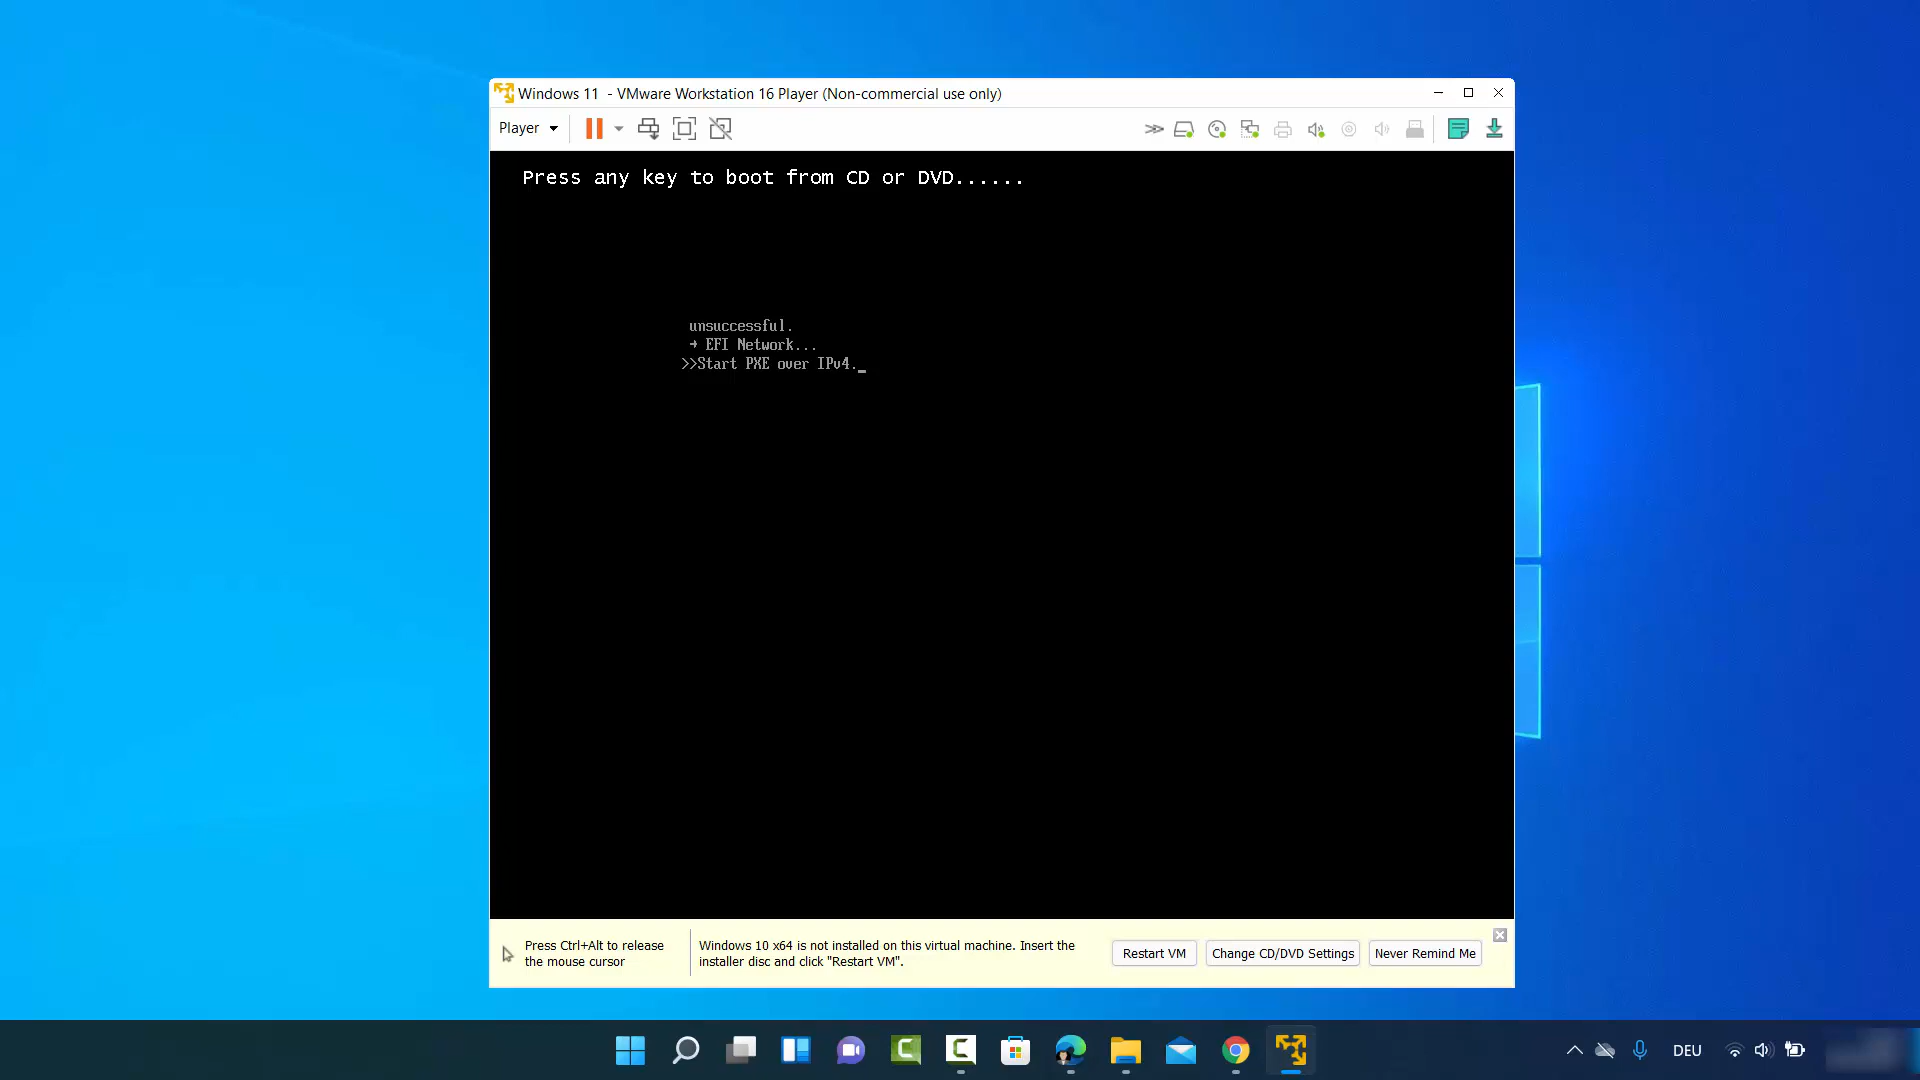 Windows 11 - VMware Workstation 16 Player (Non-commercial use only)
Player
Press any key to boot from CD or DVD......
unsuccessful.
→ EFI Network...
>>Start PXE over IPv4._
Press Ctrl+Alt to release
the mouse cursor
Windows 10 x64 is not installed on this virtual machine. Insert the
installer disc and click "Restart VM".
Restart VM
Change CD/DVD Settings
Never Remind Me
DEU